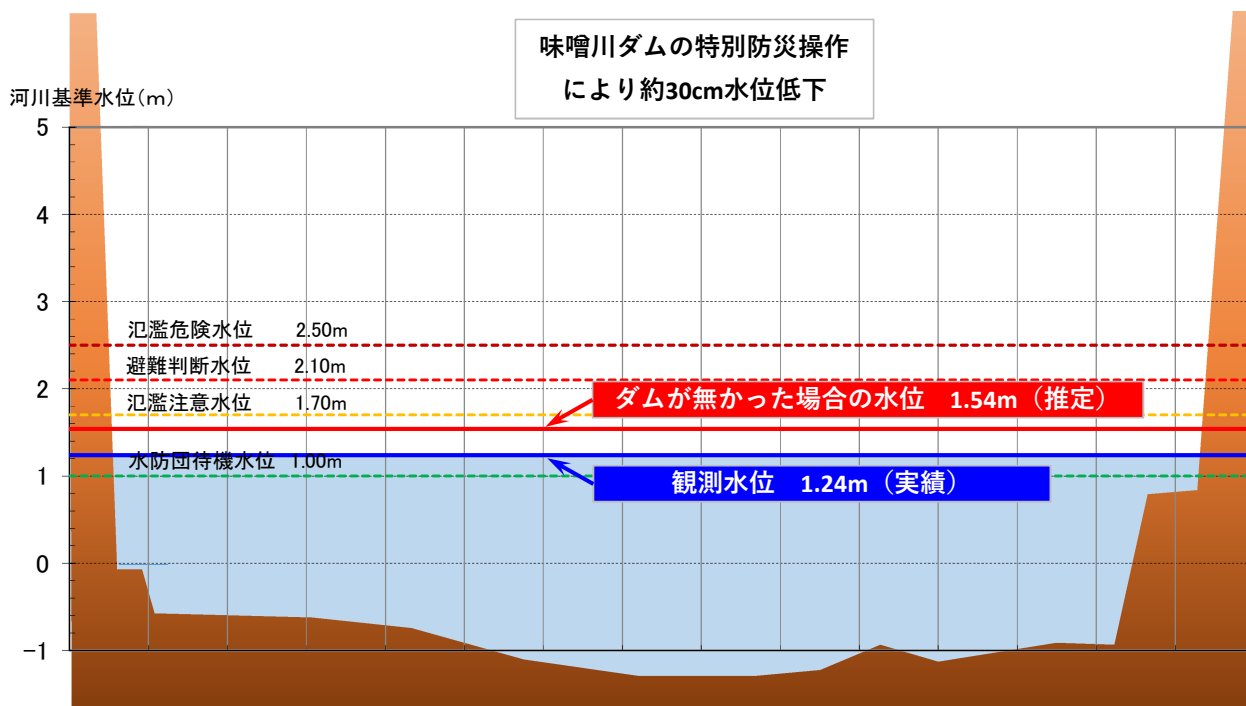 味噌川ダムの特別防災操作
により約30cm水位低下
河川基準水位(m)
5
4
3
氾濫危険水位 2.50m
避難判断水位 2.10m
2
氾濫注意水位 1.70m
ダムが無かった場合の水位 1.54m（推定）
水防団待機水位 1.00m
1
観測水位 1.24m（実績）
0
-1